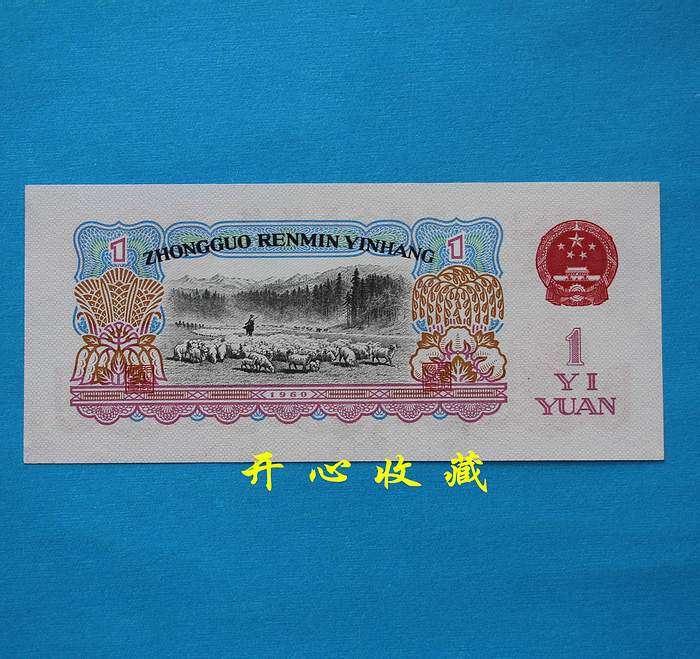 1 ZHONGGUO RENMIN YINHANG 1
1960
1
YI
YUAN
开心收藏